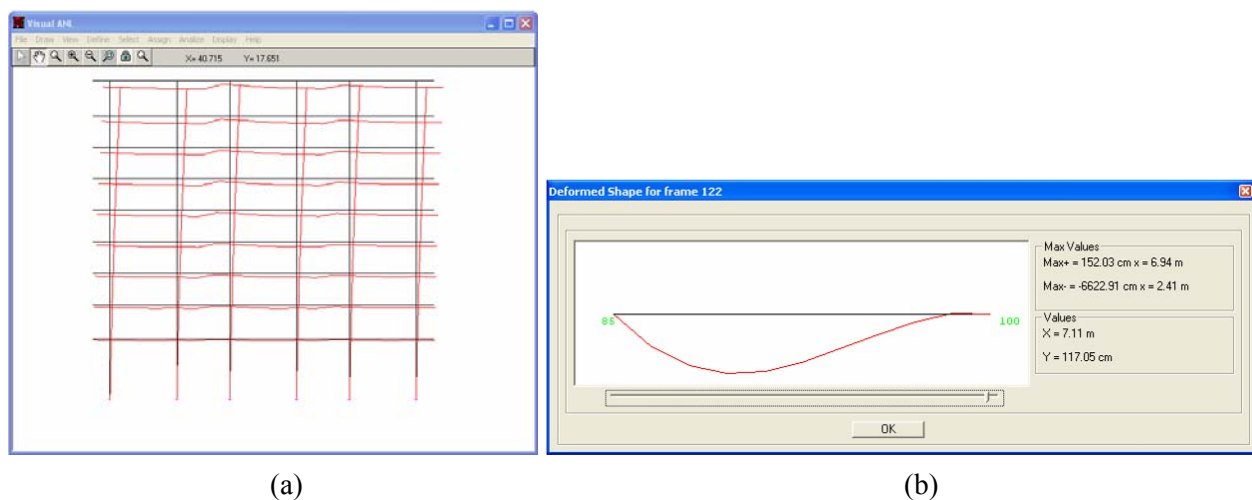 Visual ANL
File Draw View Define Select Assign Analize Display Help
X= 40.715 Y= 17.651
Deformed Shape for frame 122
Max Values
Max+ = 152.03 cm x = 6.94 m
Max- = -6622.91 cm x = 2.41 m
Values
X = 7.11 m
Y = 117.05 cm
85
100
OK
(a)
(b)